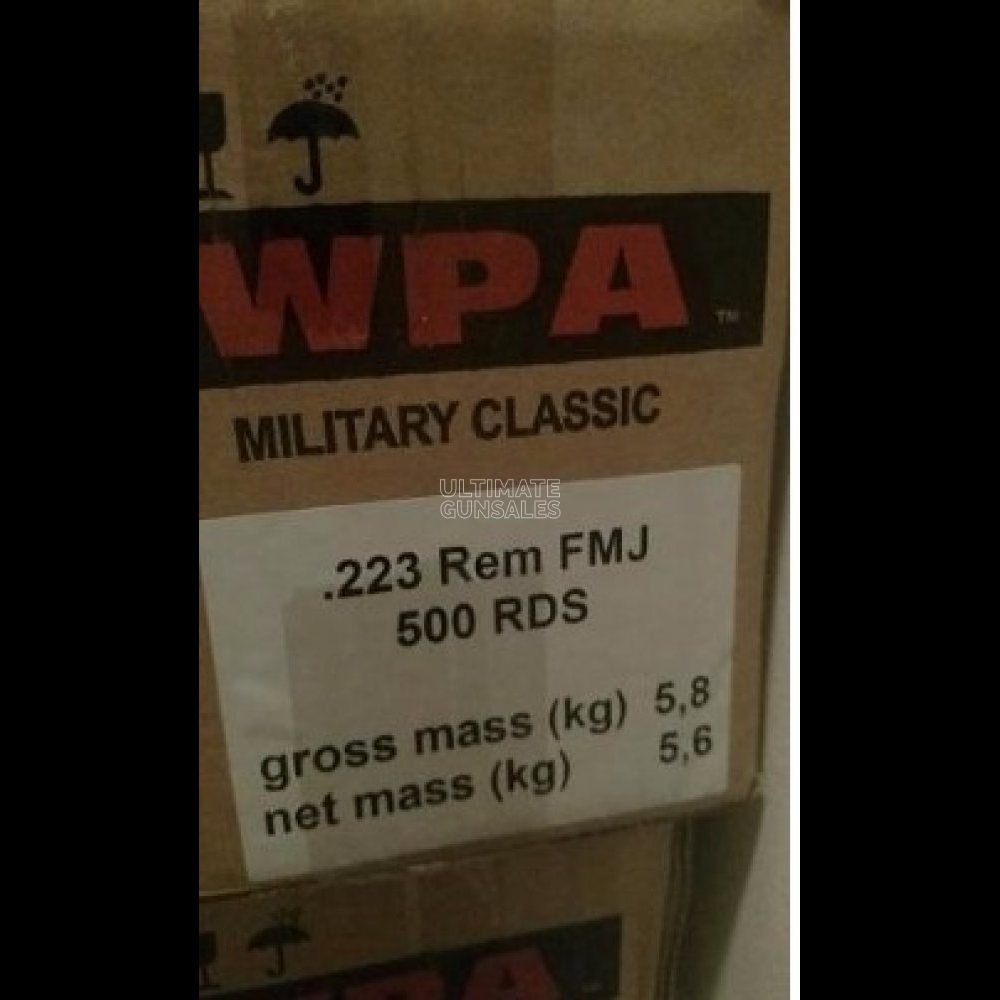 WPA
TM
MILITARY CLASSIC
ULTIMATE
GUNSALES
.223 Rem FMJ
500 RDS
gross mass (kg) 5,8
net mass (kg) 5,6
WPA